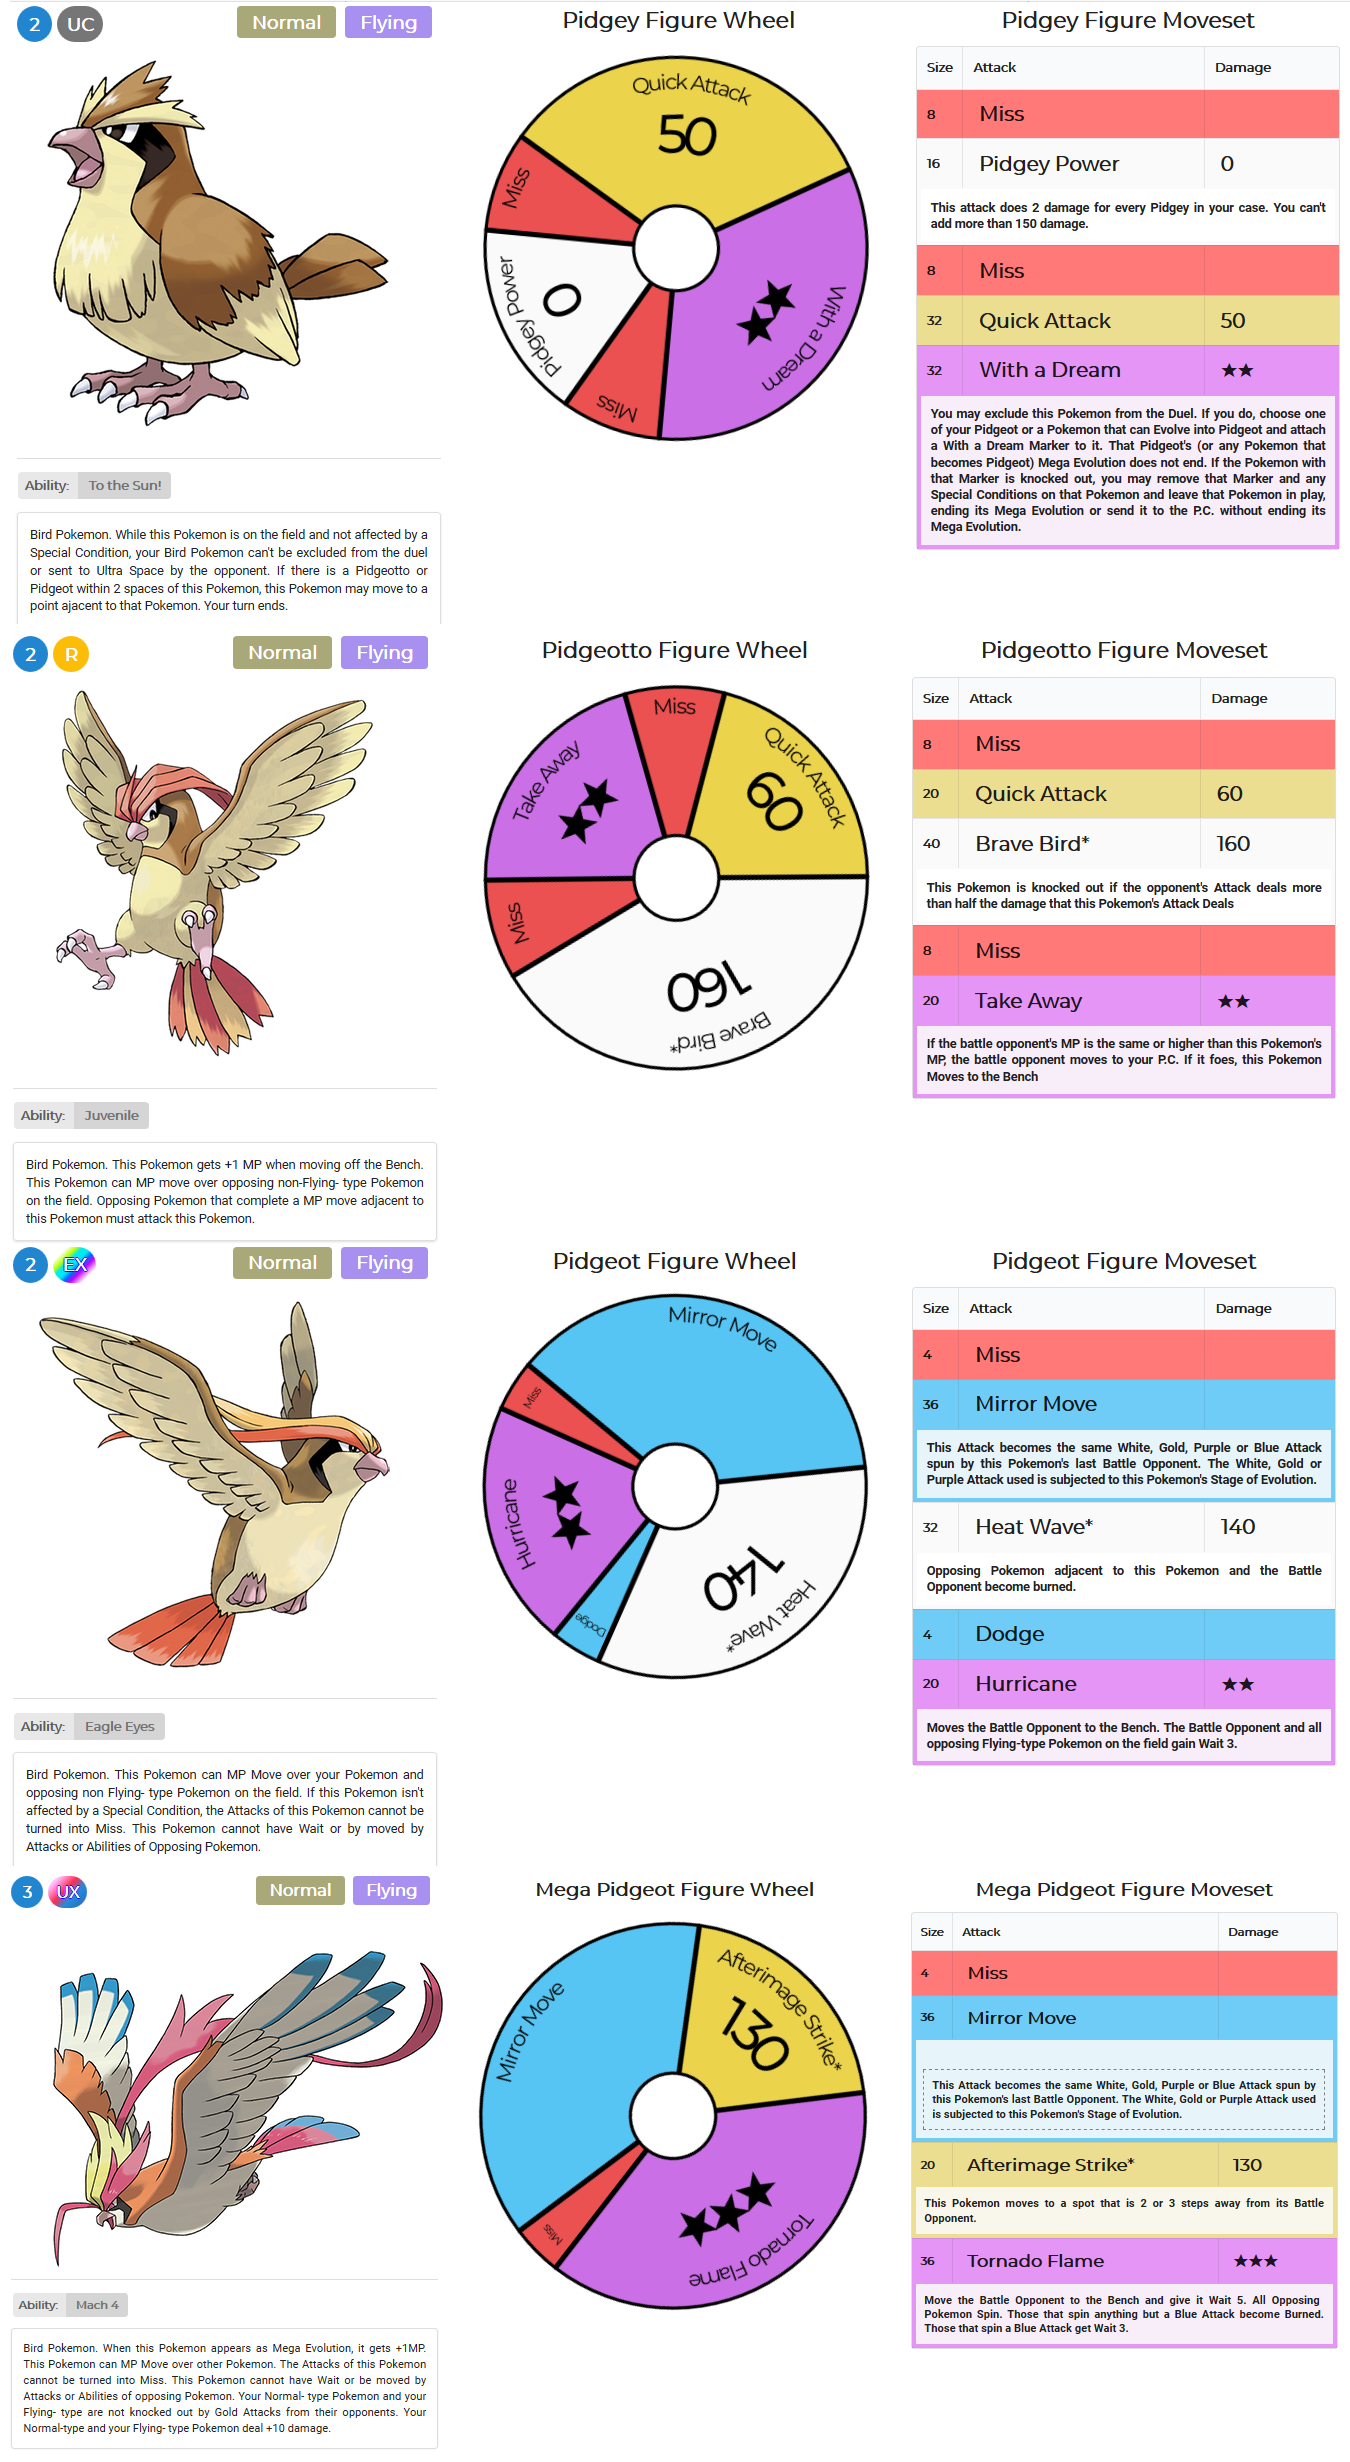 2 UC Normal Flying
Pidgey Figure Wheel
Quick Attack
50
Miss
Pidgey Power
0
Miss
With a Dream
★★
Pidgey Figure Moveset
Size Attack Damage
8 Miss
16 Pidgey Power 0
This attack does 2 damage for every Pidgey in your case. You can't
add more than 150 damage.
8 Miss
32 Quick Attack 50
32 With a Dream ★★
You may exclude this Pokemon from the Duel. If you do, choose one
of your Pidgeot or a Pokemon that can Evolve into Pidgeot and attach
a With a Dream Marker to it. That Pidgeot's (or any Pokemon that
becomes Pidgeot) Mega Evolution does not end. If the Pokemon with
that Marker is knocked out, you may remove that Marker and any
Special Conditions on that Pokemon and leave that Pokemon in play,
ending its Mega Evolution or send it to the P.C. without ending its
Mega Evolution.
Ability: To the Sun!
Bird Pokemon. While this Pokemon is on the field and not affected by a
Special Condition, your Bird Pokemon can't be excluded from the duel
or sent to Ultra Space by the opponent. If there is a Pidgeotto or
Pidgeot within 2 spaces of this Pokemon, this Pokemon may move to a
point ajacent to that Pokemon. Your turn ends.
2 R Normal Flying
Pidgeotto Figure Wheel
Miss
Quick Attack
60
Take Away
★★
Miss
160
Brave Bird*
Pidgeotto Figure Moveset
Size Attack Damage
8 Miss
20 Quick Attack 60
40 Brave Bird* 160
This Pokemon is knocked out if the opponent's Attack deals more
than half the damage that this Pokemon's Attack Deals
8 Miss
20 Take Away ★★
If the battle opponent's MP is the same or higher than this Pokemon's
MP, the battle opponent moves to your P.C. If it foes, this Pokemon
Moves to the Bench
Ability: Juvenile
Bird Pokemon. This Pokemon gets +1 MP when moving off the Bench.
This Pokemon can MP move over opposing non-Flying- type Pokemon
on the field. Opposing Pokemon that complete a MP move adjacent to
this Pokemon must attack this Pokemon.
2 EX Normal Flying
Pidgeot Figure Wheel
Mirror Move
Miss
Hurricane
★★
Dodge
140
Heat Wave*
Pidgeot Figure Moveset
Size Attack Damage
4 Miss
36 Mirror Move
This Attack becomes the same White, Gold, Purple or Blue Attack
spun by this Pokemon's last Battle Opponent. The White, Gold or
Purple Attack used is subjected to this Pokemon's Stage of Evolution.
32 Heat Wave* 140
Opposing Pokemon adjacent to this Pokemon and the Battle
Opponent become burned.
4 Dodge
20 Hurricane ★★
Moves the Battle Opponent to the Bench. The Battle Opponent and all
opposing Flying-type Pokemon on the field gain Wait 3.
Ability: Eagle Eyes
Bird Pokemon. This Pokemon can MP Move over your Pokemon and
opposing non Flying- type Pokemon on the field. If this Pokemon isn't
affected by a Special Condition, the Attacks of this Pokemon cannot be
turned into Miss. This Pokemon cannot have Wait or by moved by
Attacks or Abilities of Opposing Pokemon.
3 UX Normal Flying
Mega Pidgeot Figure Wheel
Mirror Move
Afterimage Strike*
130
Miss
★★★
Tornado Flame
Mega Pidgeot Figure Moveset
Size Attack Damage
4 Miss
36 Mirror Move
This Attack becomes the same White, Gold, Purple or Blue Attack spun by
this Pokemon's last Battle Opponent. The White, Gold or Purple Attack used
is subjected to this Pokemon's Stage of Evolution.
20 Afterimage Strike* 130
This Pokemon moves to a spot that is 2 or 3 steps away from its Battle
Opponent.
36 Tornado Flame ★★★
Move the Battle Opponent to the Bench and give it Wait 5. All Opposing
Pokemon Spin. Those that spin anything but a Blue Attack become Burned.
Those that spin a Blue Attack get Wait 3.
Ability: Mach 4
Bird Pokemon. When this Pokemon appears as Mega Evolution, it gets +1MP.
This Pokemon can MP Move over other Pokemon. The Attacks of this Pokemon
cannot be turned into Miss. This Pokemon cannot have Wait or be moved by
Attacks or Abilities of opposing Pokemon. Your Normal- type Pokemon and your
Flying- type are not knocked out by Gold Attacks from their opponents. Your
Normal-type and your Flying- type Pokemon deal +10 damage.